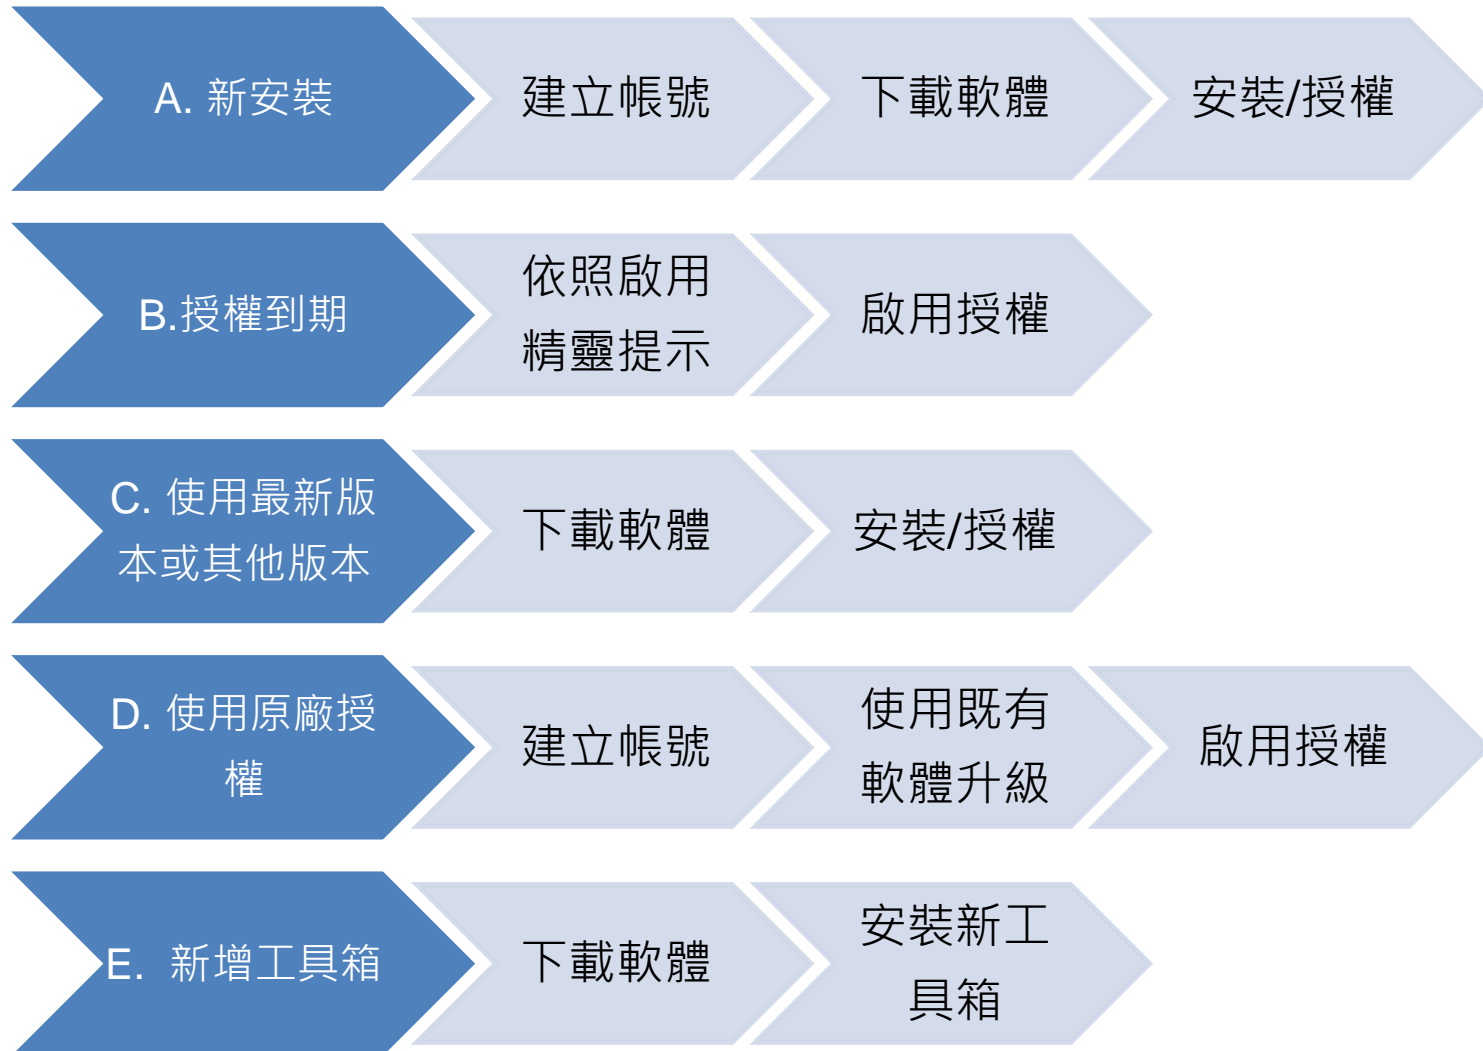 A. 新安裝
建立帳號
下載軟體
安裝/授權
B.授權到期
依照啟用
精靈提示
啟用授權
C. 使用最新版
本或其他版本
下載軟體
安裝/授權
D. 使用原廠授
權
建立帳號
使用既有
軟體升級
啟用授權
E. 新增工具箱
下載軟體
安裝新工
具箱